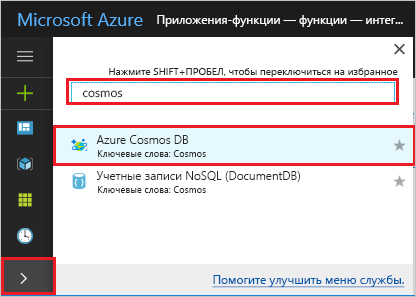 Microsoft Azure Приложения-функции — функции — интег...
Нажмите SHIFT+ПРОБЕЛ, чтобы переключиться на избранное
cosmos
Azure Cosmos DB
Ключевые слова: Cosmos
Учетные записи NoSQL (DocumentDB)
Ключевые слова: Cosmos
Помогите улучшить меню службы.